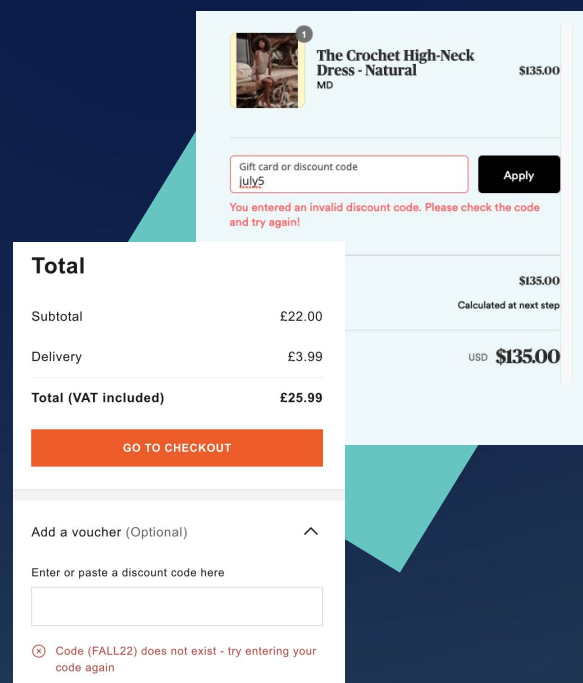 1
The Crochet High-Neck
Dress - Natural
MD
$135.00
Gift card or discount code
july5
Apply
You entered an invalid discount code. Please check the code
and try again!
$135.00
Calculated at next step
USD $135.00
Total
Subtotal £22.00
Delivery £3.99
Total (VAT included) £25.99
GO TO CHECKOUT
Add a voucher (Optional)
Enter or paste a discount code here
Code (FALL22) does not exist - try entering your
code again